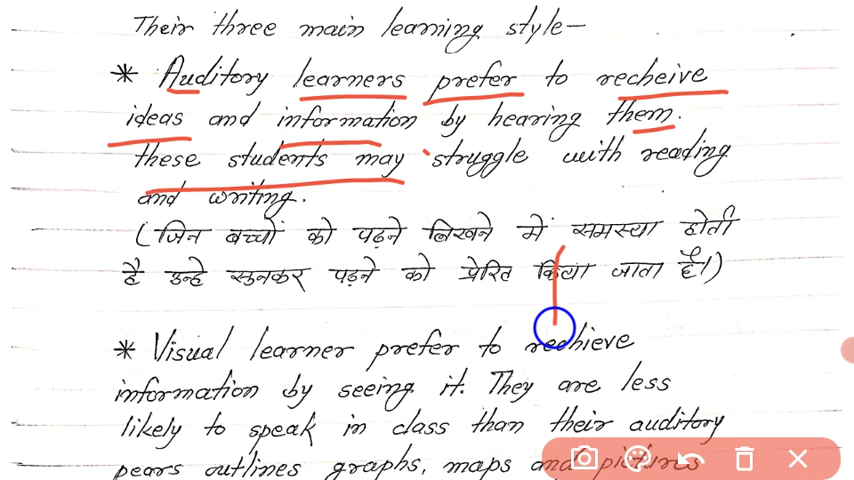 Their three main learning style—
* Auditory learners prefer to recheive
ideas and information by hearing them.
these students may struggle with reading
and writing.
(जिन बच्चों को पढ़ने लिखने में समस्या होती
है उन्हे सुनकर पढ़ने को प्रेरित किया जाता है।)
* Visual learner prefer to rechieve
information by seeing it. They are less
likely to speak in class than their auditory
pears outlines graphs, maps and pictures